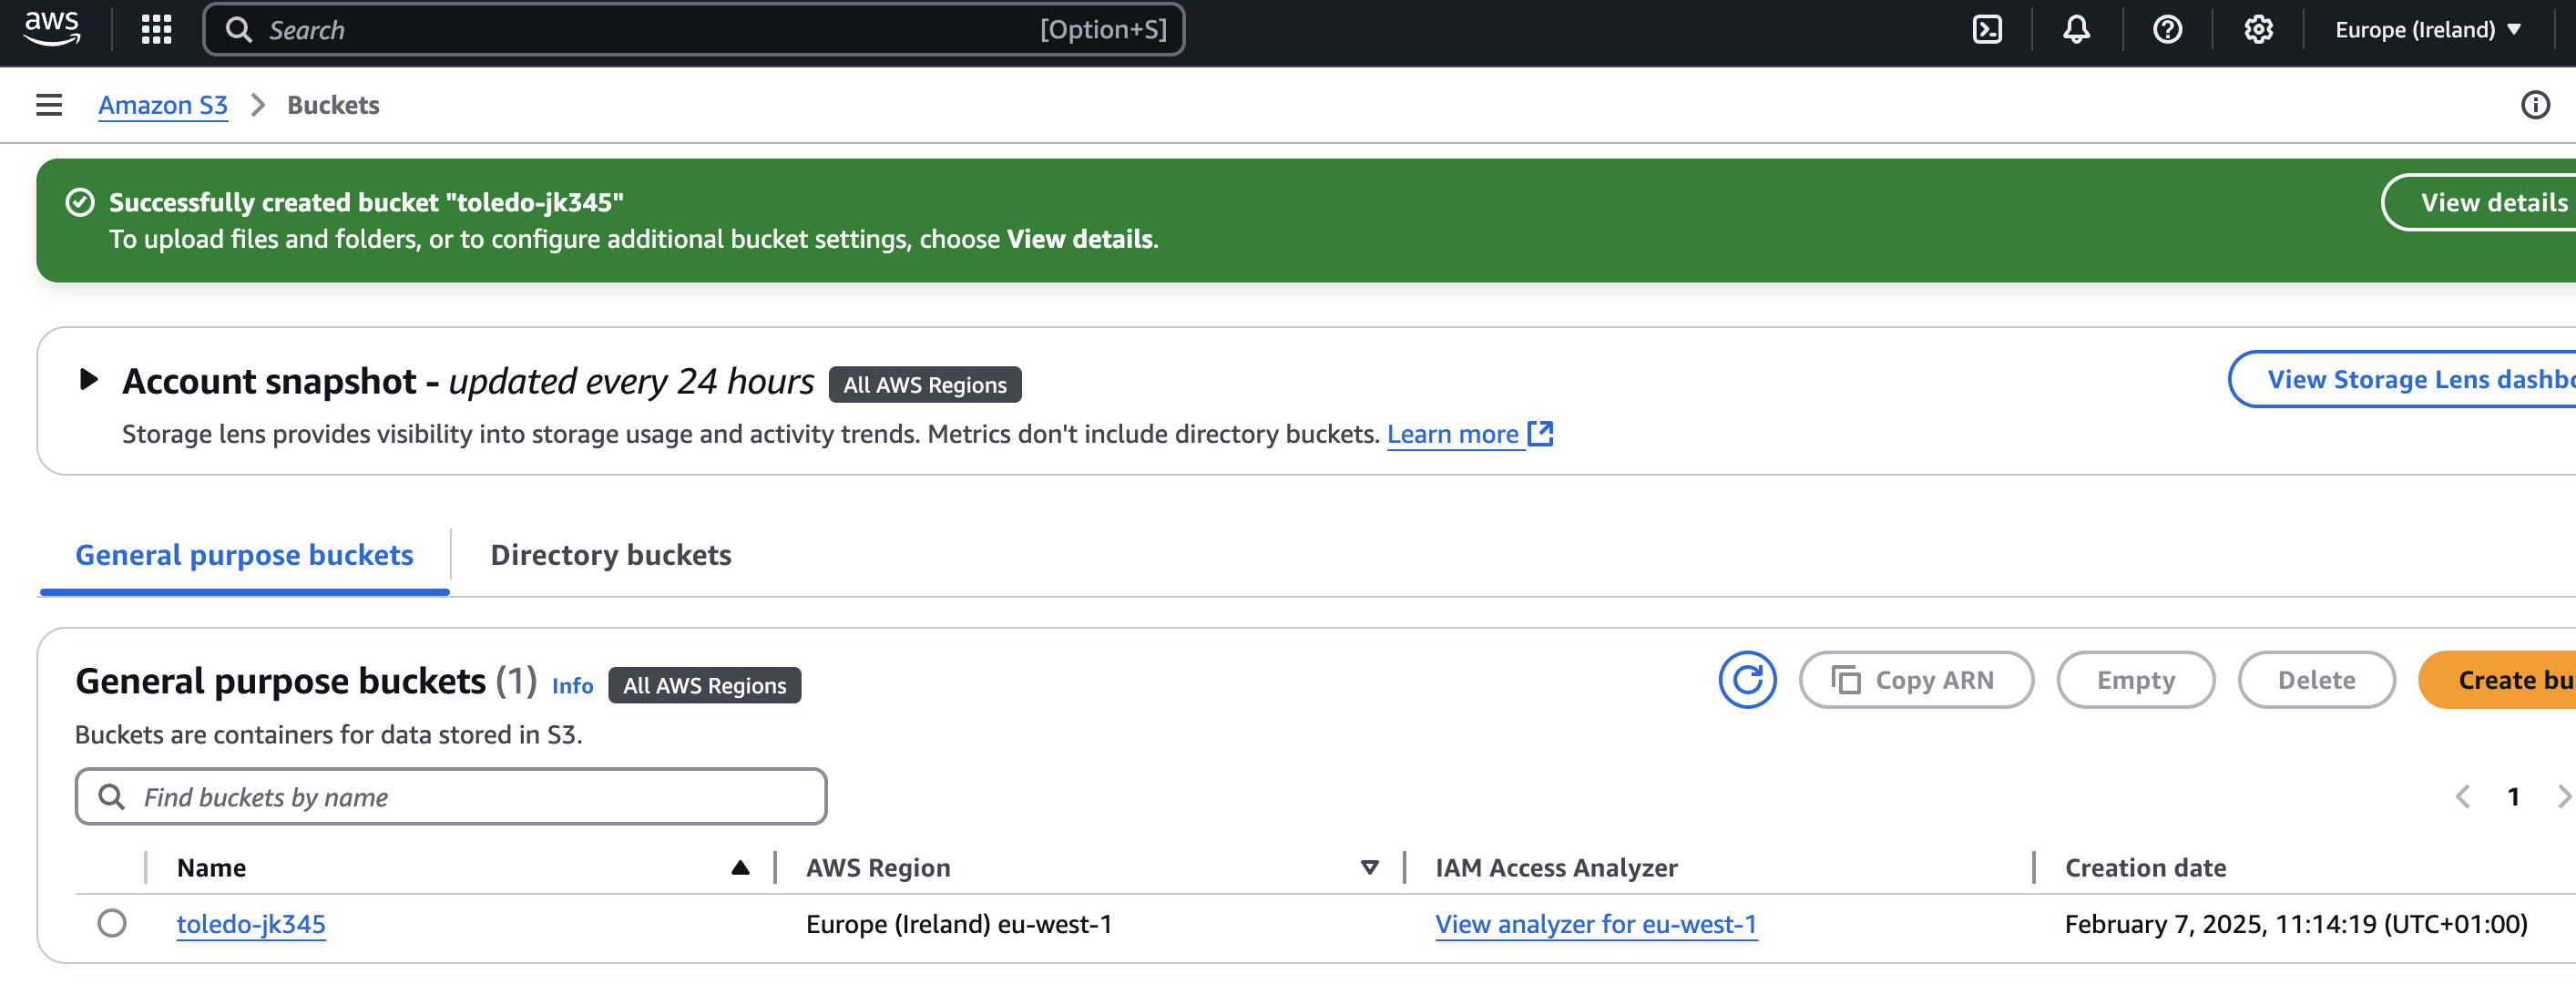 aws
Search [Option+S] Europe (Ireland)
Amazon S3 Buckets
Successfully created bucket "toledo-jk345"
View details
To upload files and folders, or to configure additional bucket settings, choose View details.
Account snapshot - updated every 24 hours All AWS Regions
View Storage Lens dashbo
Storage lens provides visibility into storage usage and activity trends. Metrics don't include directory buckets. Learn more
General purpose buckets Directory buckets
General purpose buckets (1) Info All AWS Regions
Copy ARN Empty Delete Create bu
Buckets are containers for data stored in S3.
Find buckets by name
1
Name AWS Region IAM Access Analyzer Creation date
toledo-jk345 Europe (Ireland) eu-west-1 View analyzer for eu-west-1 February 7, 2025, 11:14:19 (UTC+01:00)